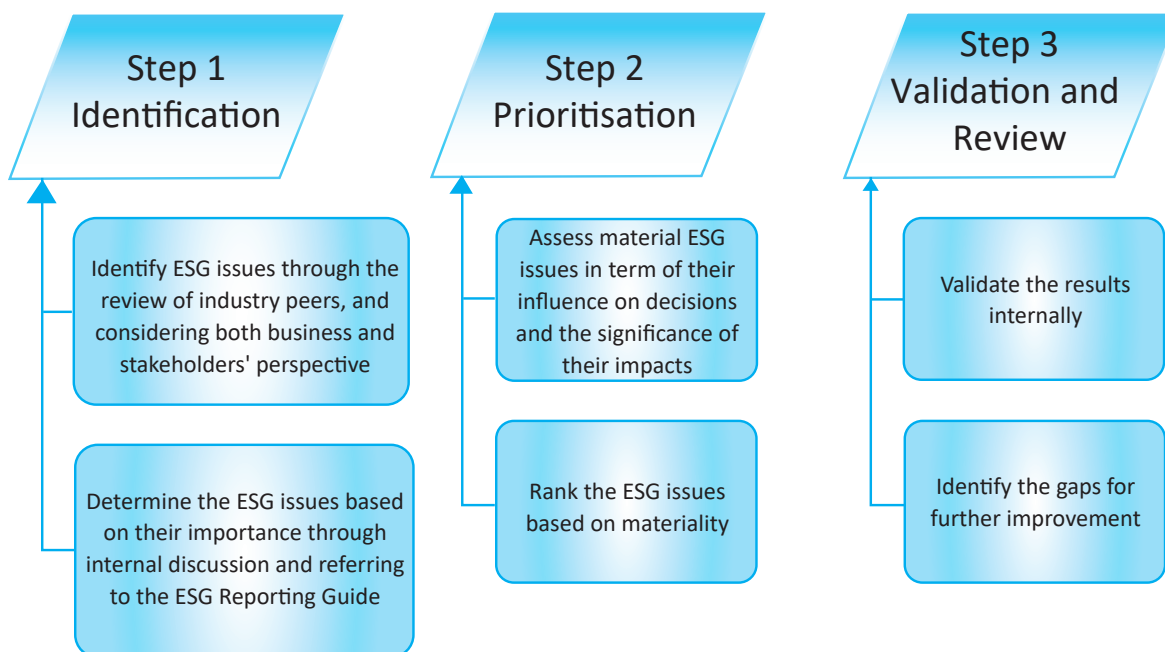 Step 1
Identification
Identify ESG issues through the
review of industry peers, and
considering both business and
stakeholders' perspective
Determine the ESG issues based
on their importance through
internal discussion and referring
to the ESG Reporting Guide
Step 2
Prioritisation
Assess material ESG
issues in term of their
influence on decisions
and the significance of
their impacts
Rank the ESG issues
based on materiality
Step 3
Validation and
Review
Validate the results
internally
Identify the gaps for
further improvement